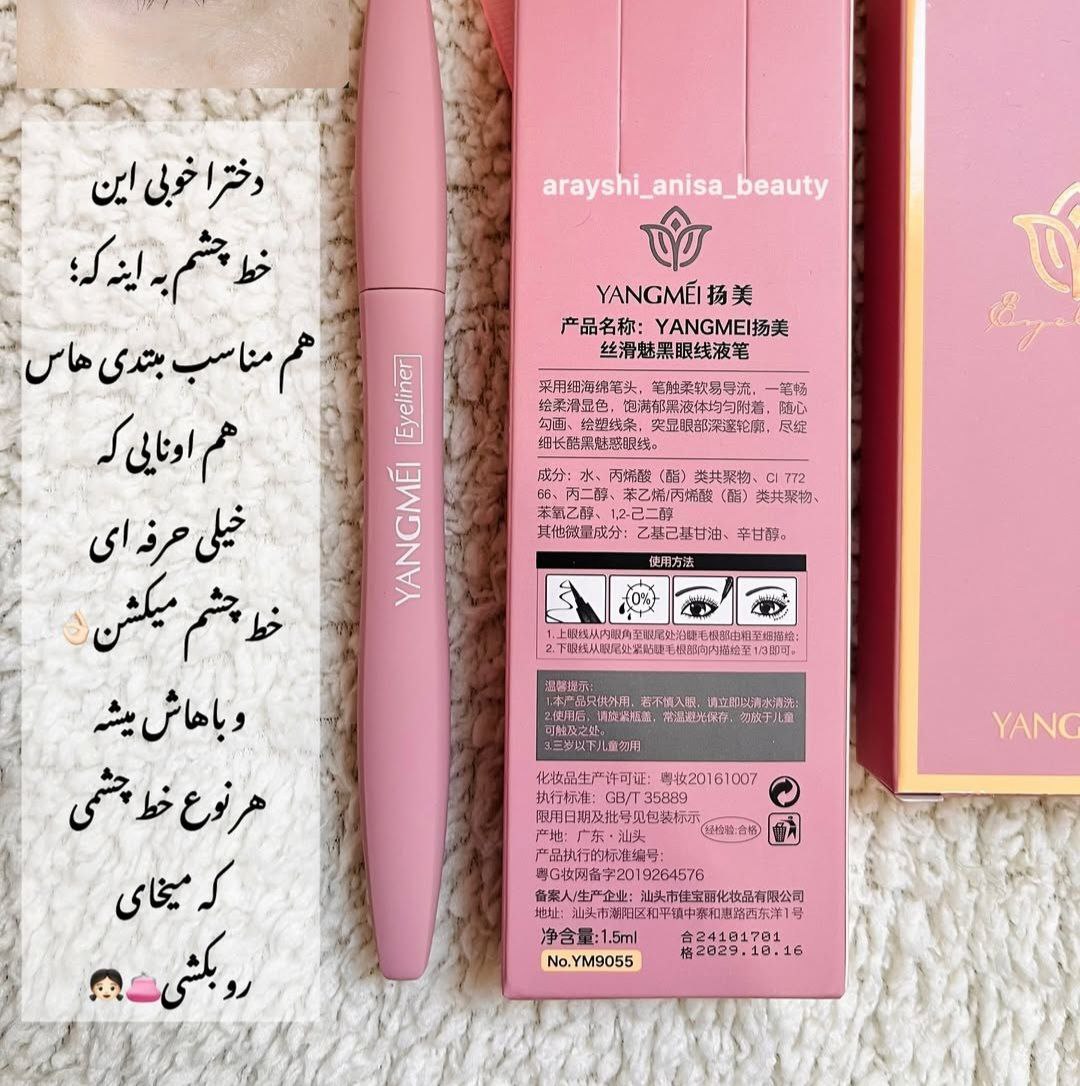 دخترا خوبی این
خط چشم به اینه که؛
هم مناسب مبتدی هاس
هم اونایی که
خیلی حرفه ای
خط چشم میکشن👌🏻
و باهاش میشه
هر نوع خط چشمی
که میخای
رو بکشی👛👧🏻
YANGMEI Eyeliner
arayshi_anisa_beauty
YANGMEI扬美
产品名称：YANGMEI扬美
丝滑魅黑眼线液笔
采用细海绵笔头，笔触柔软易导流，一笔畅
绘柔滑显色，饱满郁黑液体均匀附着，随心
勾画、绘塑线条，突显眼部深邃轮廓，尽绽
细长酷黑魅惑眼线。
成分：水、丙烯酸（酯）类共聚物、CI 772
66、丙二醇、苯乙烯/丙烯酸（酯）类共聚物、
苯氧乙醇、1,2-己二醇
其他微量成分：乙基己基甘油、辛甘醇。
使用方法
0%
1.上眼线从内眼角至眼尾处沿睫毛根部由粗至细描绘；
2.下眼线从眼尾处紧贴睫毛根部向内描绘至1/3即可。
温馨提示：
1.本产品只供外用，若不慎入眼，请立即以清水清洗；
2.使用后，请旋紧瓶盖，常温避光保存，勿放于儿童
可触及之处。
3.三岁以下儿童勿用
化妆品生产许可证：粤妆20161007
执行标准：GB/T 35889
限用日期及批号见包装标示
产地：广东·汕头
经检验:合格
产品执行的标准编号：
粤G妆网备字2019264576
备案人/生产企业：汕头市佳宝丽化妆品有限公司
地址：汕头市潮阳区和平镇中寨和惠路西东洋1号
净含量:1.5ml
合24101701
格2029.10.16
No.YM9055
YANG